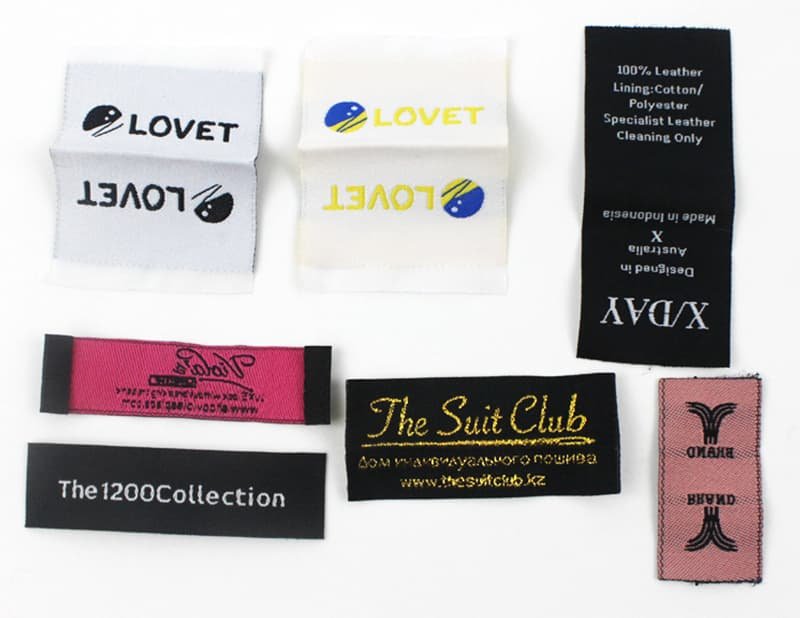 LOVET
LOVET
LOVET
LOVET
100% Leather
Lining:Cotton/
Polyester
Specialist Leather
Cleaning Only
Made in Indonesia
X
Australia
Designed in
X/DAY
Viola's
The Suit Club
Дом индивидуального пошива
www.thesuitclub.kz
The1200Collection
BRAND
BRAND